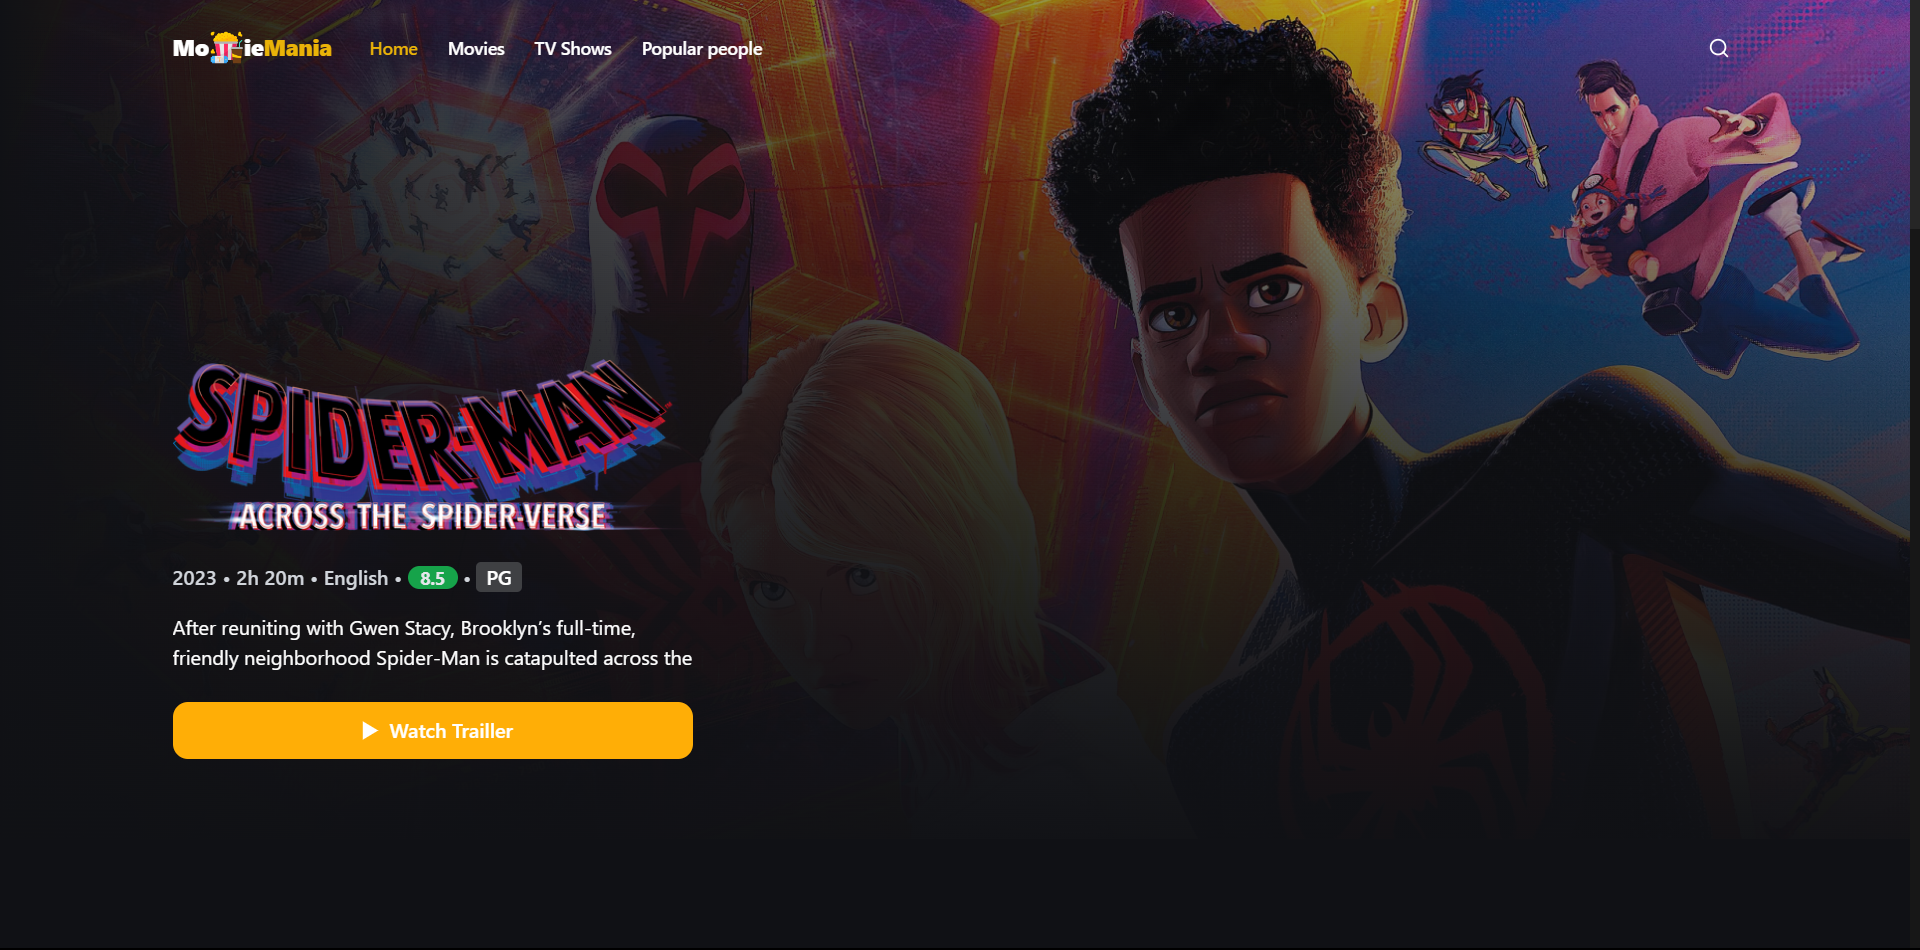 MovieMania Home Movies TV Shows Popular people
SPIDER-MAN
ACROSS THE SPIDER-VERSE
2023 • 2h 20m • English • 8.5 • PG
After reuniting with Gwen Stacy, Brooklyn’s full-time,
friendly neighborhood Spider-Man is catapulted across the
Watch Trailler